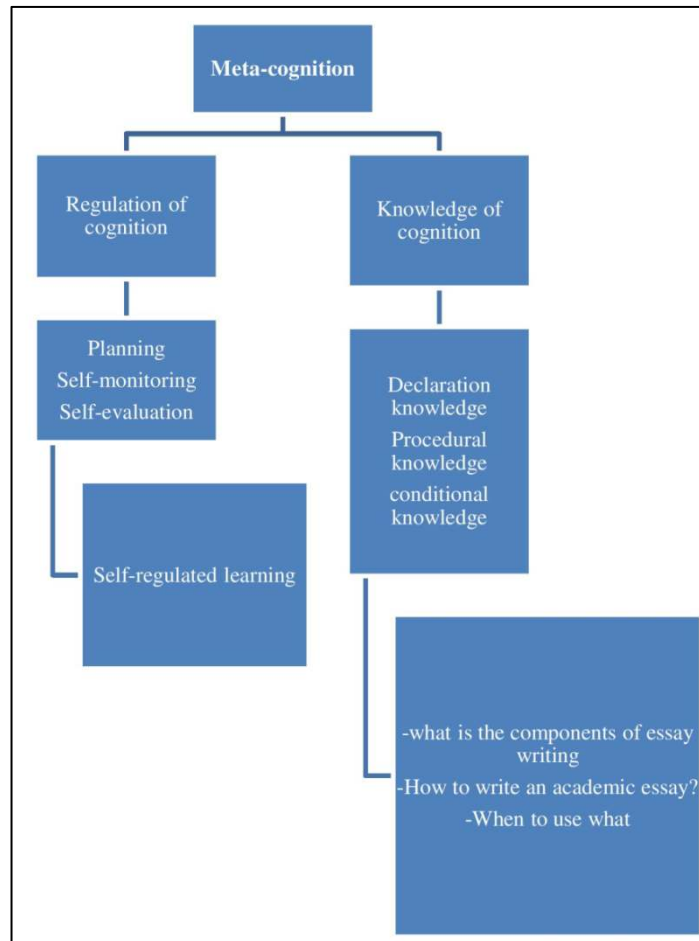 Meta-cognition
Regulation of
cognition
Planning
Self-monitoring
Self-evaluation
Self-regulated learning
Knowledge of
cognition
Declaration
knowledge
Procedural
knowledge
conditional
knowledge
-what is the components of essay
writing
-How to write an academic essay?
-When to use what